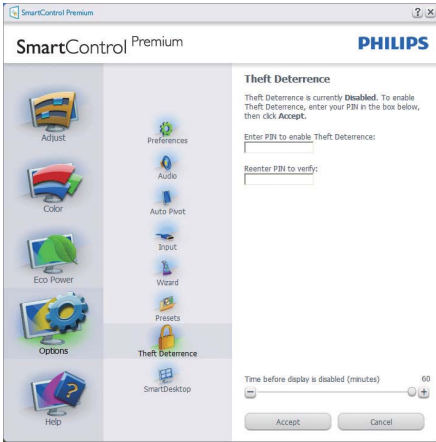 SmartControl Premium
? X
SmartControl Premium
PHILIPS
Adjust
Color
Eco Power
Options
Help
Preferences
Audio
Auto Pivot
Input
Wizard
Presets
Theft Deterrence
SmartDesktop
Theft Deterrence
Theft Deterrence is currently Disabled. To enable
Theft Deterrence, enter your PIN in the box below,
then click Accept.
Enter PIN to enable Theft Deterrence:
Reenter PIN to verify:
Time before display is disabled (minutes) 60
Accept Cancel